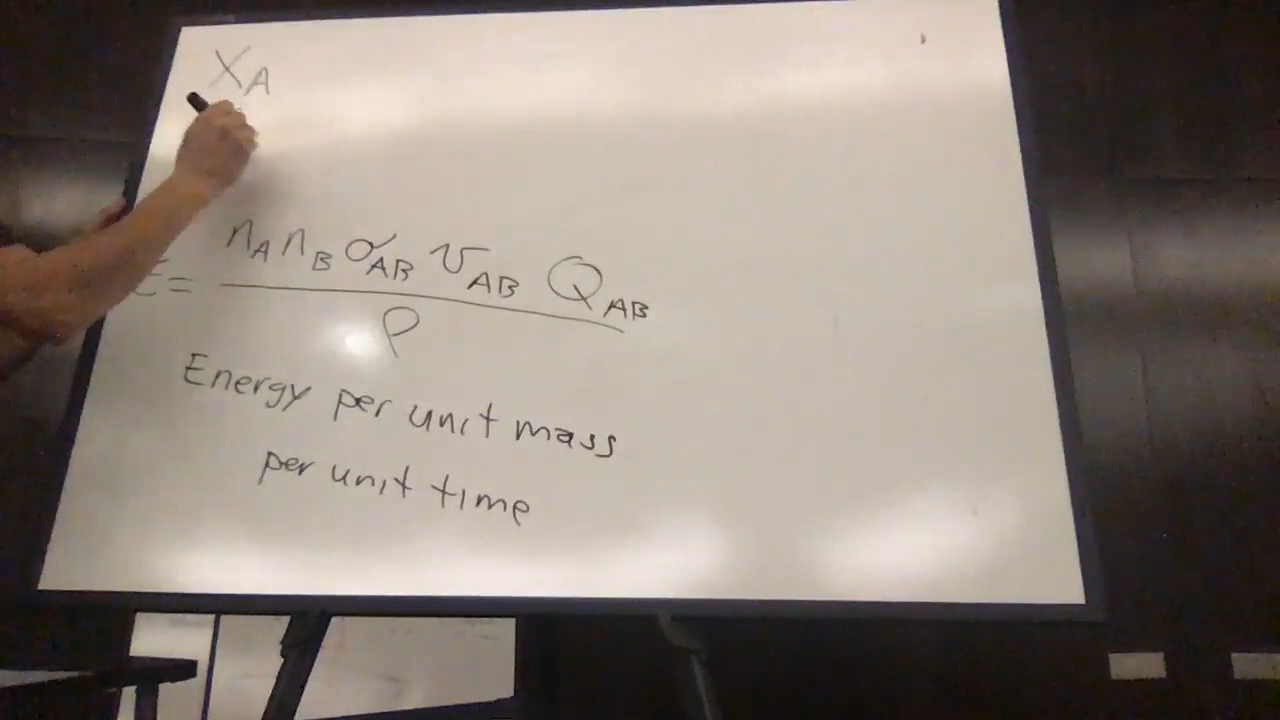 X_A
ε = n_A n_B σ_AB v_AB Q_AB / ρ
Energy per unit mass
per unit time